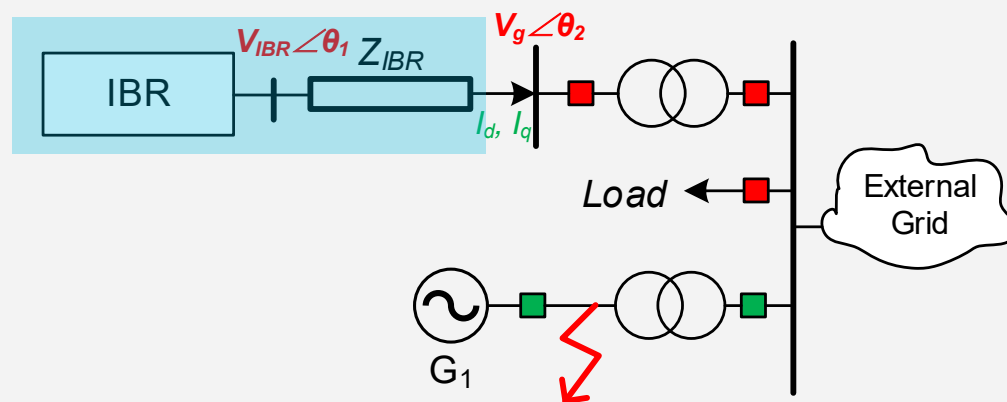 V_IBR∠θ₁
Z_IBR
V_g∠θ₂
IBR
I_d, I_q
Load
External
Grid
G₁